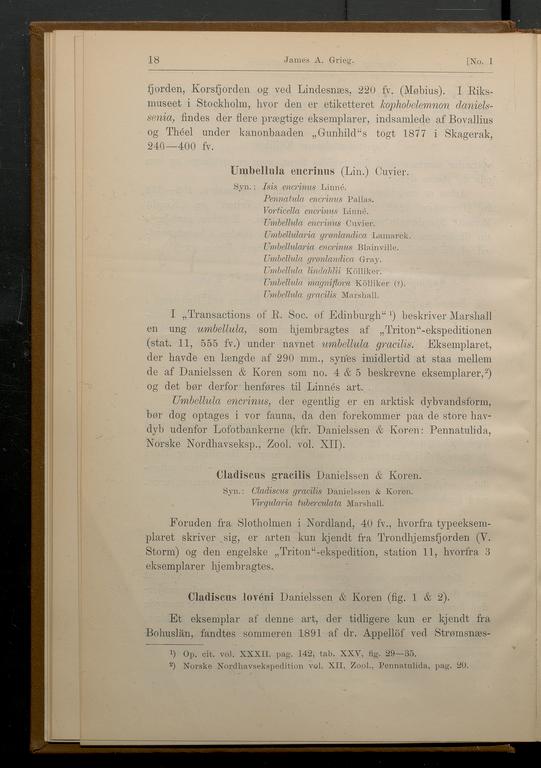 18 James A. Grieg. [No. 1
fjorden, Korsfjorden og ved Lindesnæs, 220 fv. (Møbius). I Riks-
museet i Stockholm, hvor den er etiketteret kophobelemnon daniels-
senia, findes der flere prægtige eksemplarer, indsamlede af Bovallius
og Théel under kanonbaaden „Gunhild“s togt 1877 i Skagerak,
240—400 fv.
Umbellula encrinus (Lin.) Cuvier.
Syn.: Isis encrinus Linné.
Pennatula encrinus Pallas.
Vorticella encrinus Linné.
Umbellula encrinus Cuvier.
Umbellularia grønlandica Lamarck.
Umbellularia encrinus Blainville.
Umbellula grønlandica Gray.
Umbellula lindahlii Kölliker.
Umbellula magniflora Kölliker (?).
Umbellula gracilis Marshall.
I „Transactions of R. Soc. of Edinburgh“ ¹) beskriver Marshall
en ung umbellula, som hjembragtes af „Triton“-ekspeditionen
(stat. 11, 555 fv.) under navnet umbellula gracilis. Eksemplaret,
der havde en længde af 290 mm., synes imidlertid at staa mellem
de af Danielssen & Koren som no. 4 & 5 beskrevne eksemplarer,²)
og det bør derfor henføres til Linnés art.
Umbellula encrinus, der egentlig er en arktisk dybvandsform,
bør dog optages i vor fauna, da den forekommer paa de store hav-
dyb udenfor Lofotbankerne (kfr. Danielssen & Koren: Pennatulida,
Norske Nordhavseksp., Zool. vol. XII).
Cladiscus gracilis Danielssen & Koren.
Syn.: Cladiscus gracilis Danielssen & Koren.
Virgularia tuberculata Marshall.
Foruden fra Slotholmen i Nordland, 40 fv., hvorfra typeeksem-
plaret skriver sig, er arten kun kjendt fra Trondhjemsfjorden (V.
Storm) og den engelske „Triton“-ekspedition, station 11, hvorfra 3
eksemplarer hjembragtes.
Cladiscus lovéni Danielssen & Koren (fig. 1 & 2).
Et eksemplar af denne art, der tidligere kun er kjendt fra
Bohuslän, fandtes sommeren 1891 af dr. Appellöf ved Strømsnæs-
¹) Op. cit. vol. XXXII, pag. 142, tab. XXV, fig. 29—35.
²) Norske Nordhavsekspedition vol. XII, Zool., Pennatulida, pag. 20.